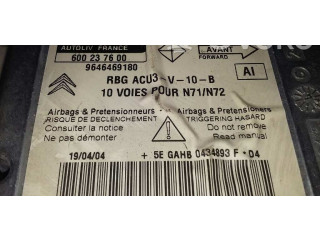 AUTOLIV FRANCE
600 23 76 00
9646469180
AVANT
FORWARD
RBG ACU3-V-10-B
10 VOIES POUR N71/N72
AI
Airbags & Pretensionneurs
RISQUE DE DECLENCHEMENT
Consulter la documentation
Ne pas démonter
Airbags & Pretensioners
TRIGGERING HAZARD
Do not remove
Read manual
19/04/04
+ 5E GAHB 0434893 F - D4